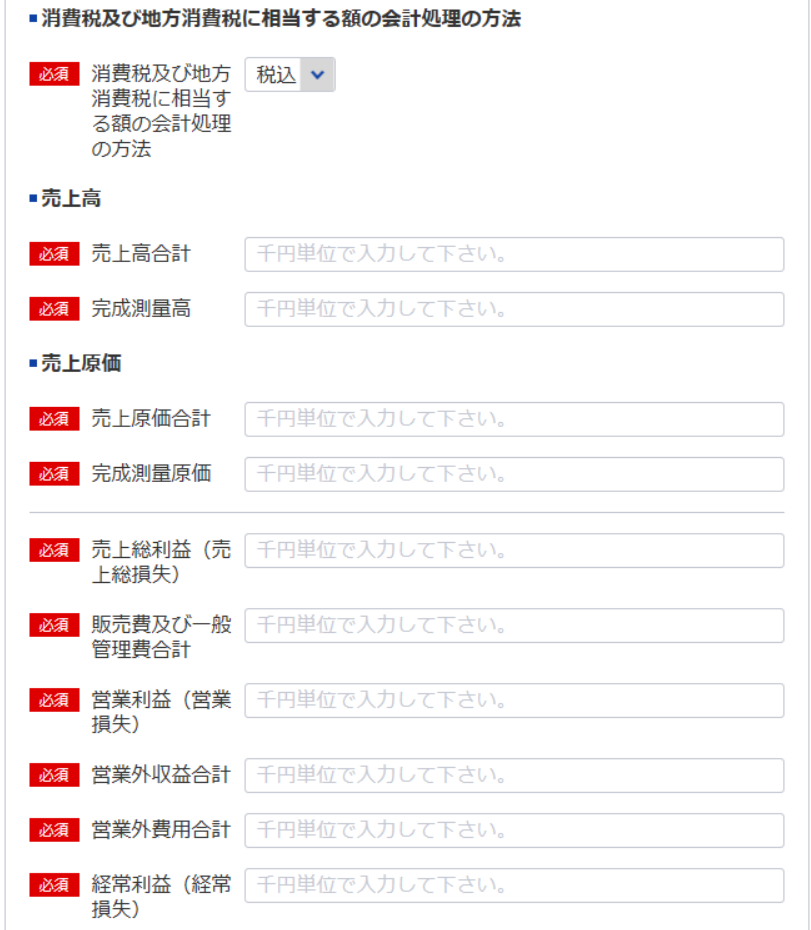 消費税及び地方消費税に相当する額の会計処理の方法
必須 消費税及び地方 税込
消費税に相当す
る額の会計処理
の方法
売上高
必須 売上高合計 千円単位で入力して下さい。
必須 完成測量高 千円単位で入力して下さい。
売上原価
必須 売上原価合計 千円単位で入力して下さい。
必須 完成測量原価 千円単位で入力して下さい。
必須 売上総利益（売 千円単位で入力して下さい。
上総損失）
必須 販売費及び一般 千円単位で入力して下さい。
管理費合計
必須 営業利益（営業 千円単位で入力して下さい。
損失）
必須 営業外収益合計 千円単位で入力して下さい。
必須 営業外費用合計 千円単位で入力して下さい。
必須 経常利益（経常 千円単位で入力して下さい。
損失）